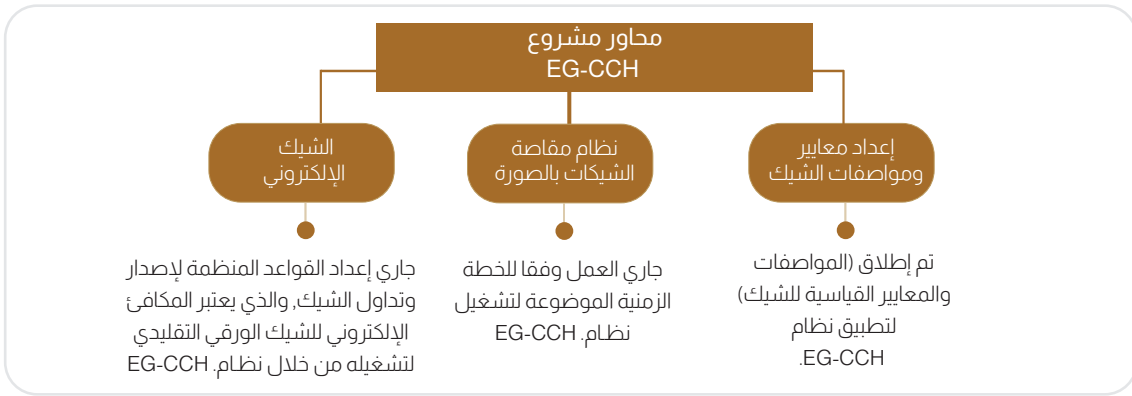 محاور مشروع
EG-CCH
إعداد معايير
ومواصفات الشيك
تم إطلاق (المواصفات
والمعايير القياسية للشيك)
لتطبيق نظام
EG-CCH.
نظام مقاصة
الشيكات بالصورة
جاري العمل وفقا للخطة
الزمنية الموضوعة لتشغيل
نظام. EG-CCH
الشيك
الإلكتروني
جاري إعداد القواعد المنظمة لإصدار
وتداول الشيك, والذي يعتبر المكافئ
الإلكتروني للشيك الورقي التقليدي
لتشغيله من خلال نظام. EG-CCH